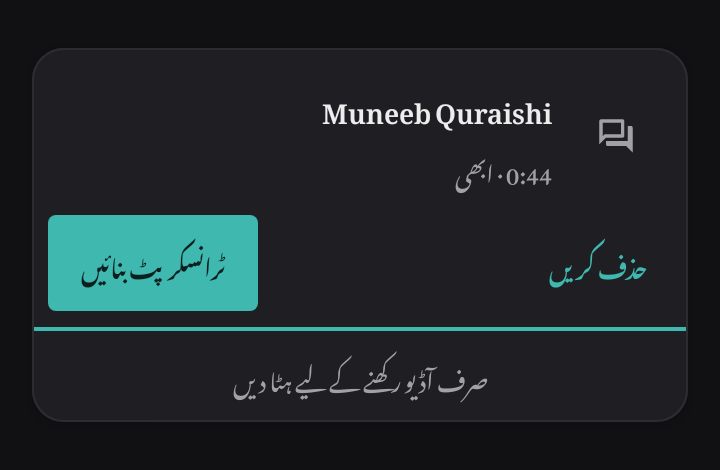 Muneeb Quraishi
0:44 · ابھی
حذف کریں
ٹرانسکرپٹ بنائیں
صرف آڈیو رکھنے کے لیے ہٹا دیں